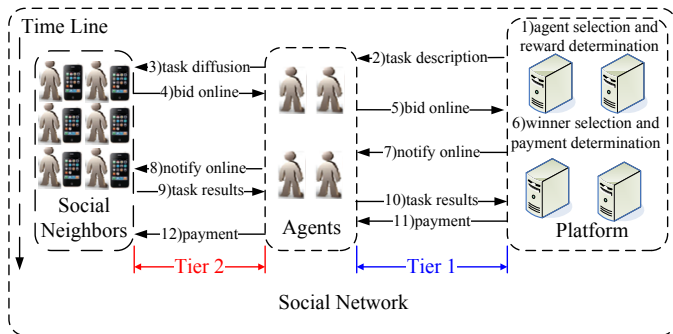 Time Line
1)agent selection and
reward determination
2)task description
3)task diffusion
4)bid online
5)bid online
6)winner selection and
payment determination
7)notify online
8)notify online
9)task results
10)task results
11)payment
12)payment
Social
Neighbors
Agents
Platform
Tier 2
Tier 1
Social Network